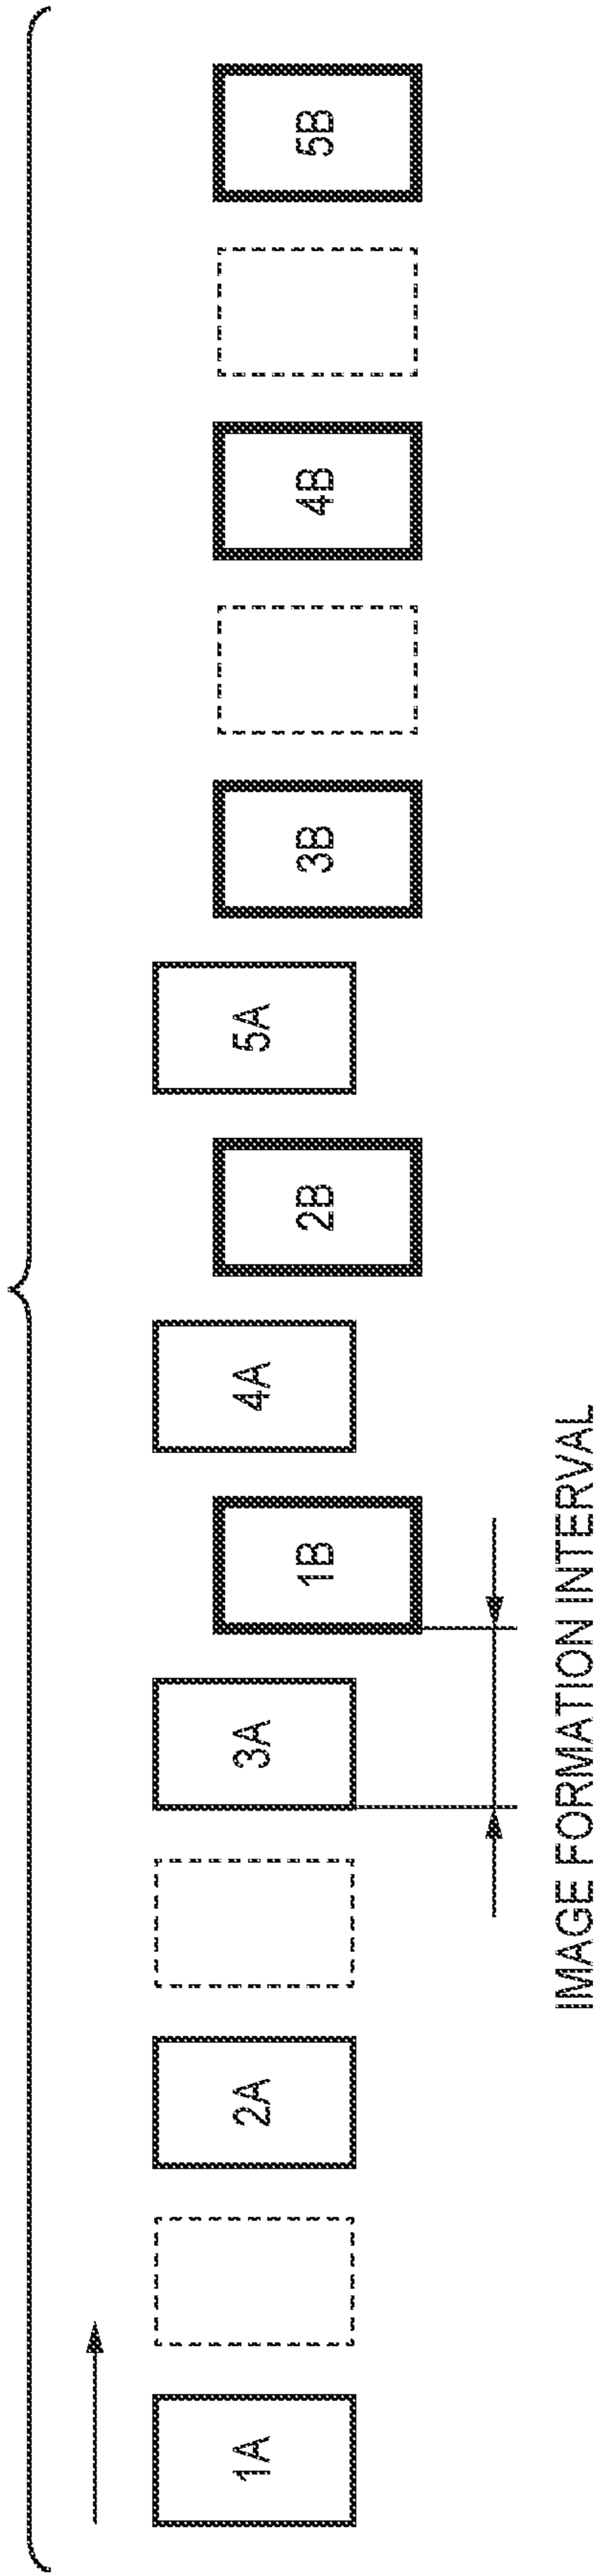 1A
2A
3A
1B
4A
2B
5A
3B
4B
5B
IMAGE FORMATION INTERVAL